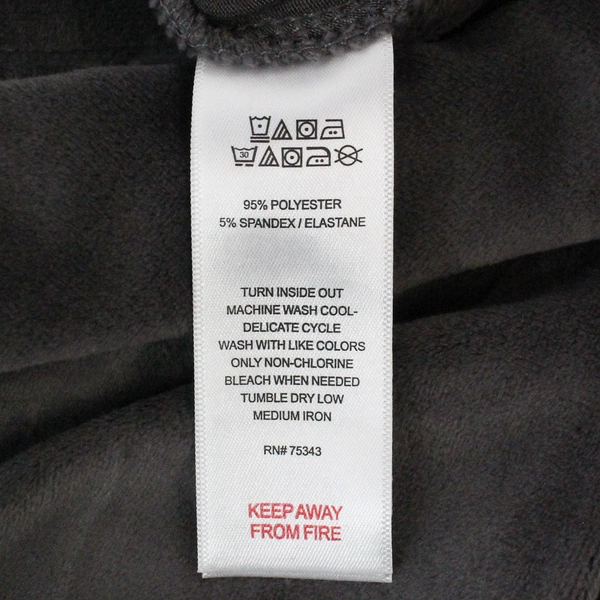 30
95% POLYESTER
5% SPANDEX / ELASTANE
TURN INSIDE OUT
MACHINE WASH COOL-
DELICATE CYCLE
WASH WITH LIKE COLORS
ONLY NON-CHLORINE
BLEACH WHEN NEEDED
TUMBLE DRY LOW
MEDIUM IRON
RN# 75343
KEEP AWAY
FROM FIRE